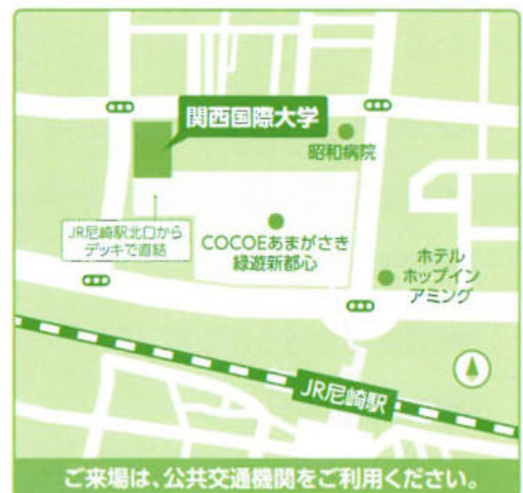 関西国際大学
昭和病院
JR尼崎駅北口から
デッキで直結
COCOEあまがさき
緑遊新都心
ホテル
ホップイン
アミング
JR尼崎駅
ご来場は、公共交通機関をご利用ください。